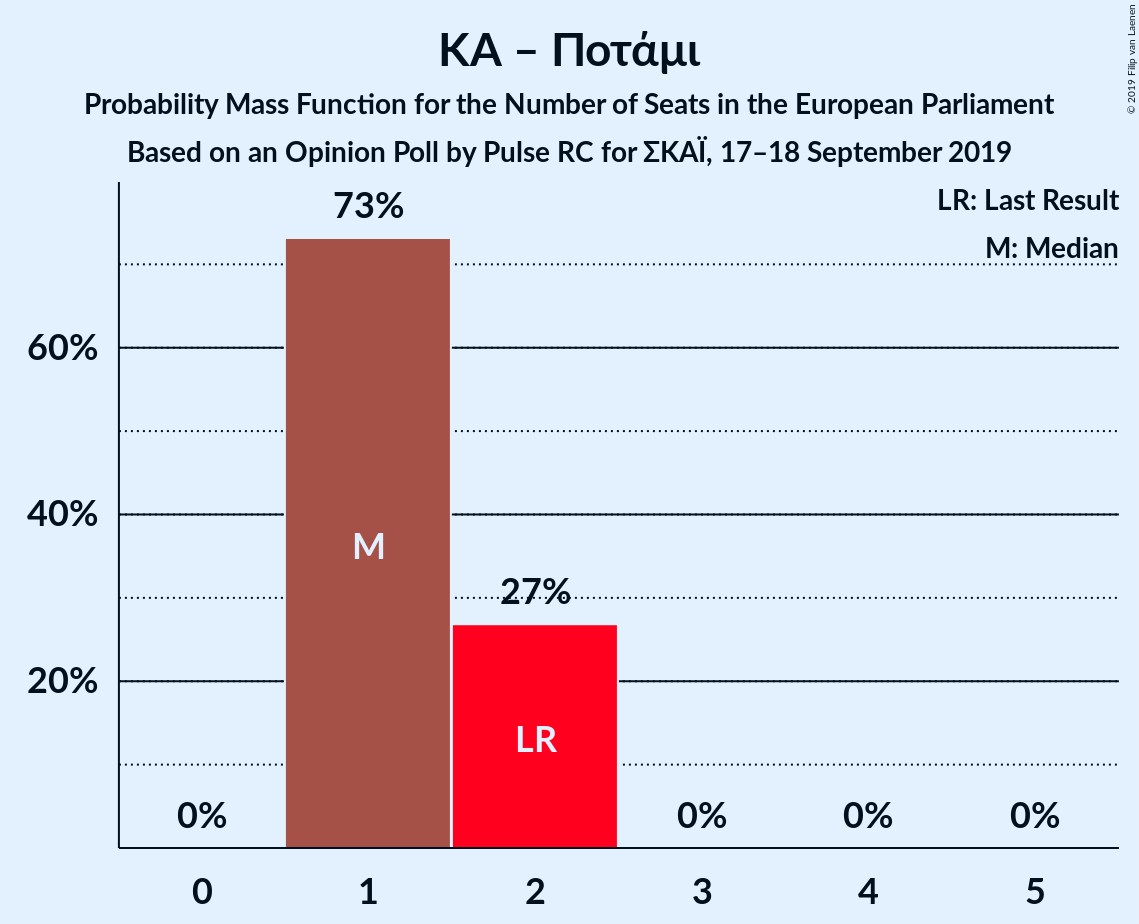 ΚΑ – Ποτάμι
Probability Mass Function for the Number of Seats in the European Parliament
Based on an Opinion Poll by Pulse RC for ΣΚΑΪ, 17–18 September 2019
© 2019 Filip van Laenen
LR: Last Result
M: Median
73%
60%
40%
20%
M
27%
LR
0%
0%
0%
0%
0 1 2 3 4 5